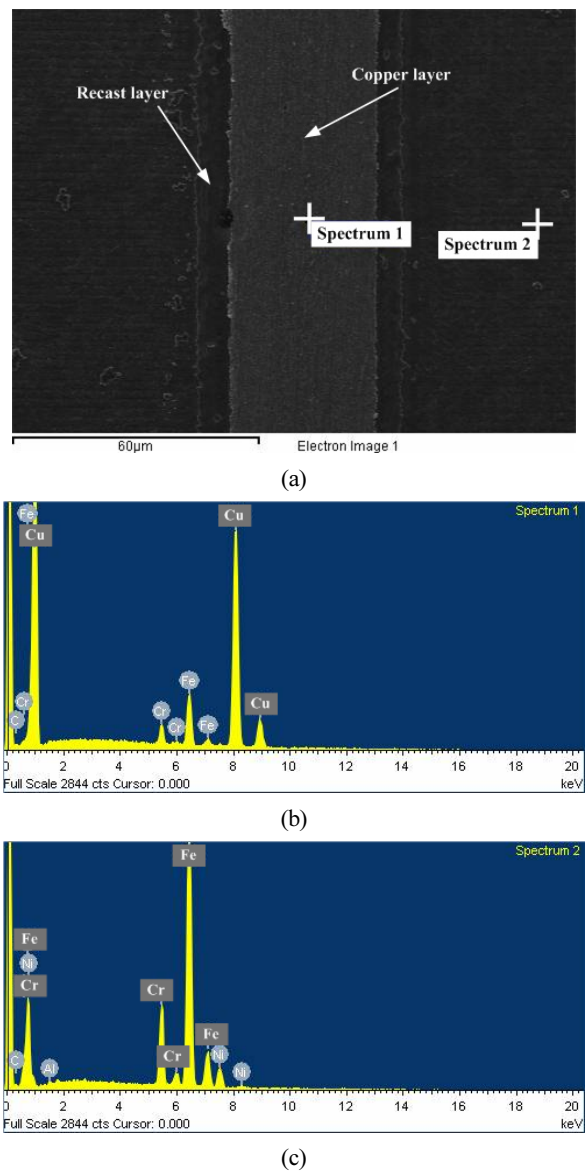 Recast layer
Copper layer
Spectrum 1
Spectrum 2
60μm
Electron Image 1
(a)
Spectrum 1
Fe
Cu
Cu
Cr
C
Cr
Cr
Fe
Fe
Cu
0 2 4 6 8 10 12 14 16 18 20
Full Scale 2844 cts Cursor: 0.000
keV
(b)
Spectrum 2
Fe
Fe
Ni
Cr
Cr
C
Al
Cr
Fe
Ni
Ni
0 2 4 6 8 10 12 14 16 18 20
Full Scale 2844 cts Cursor: 0.000
keV
(c)